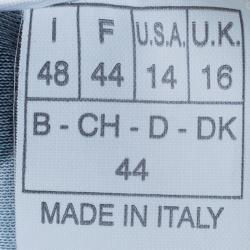 I F U.S.A. U.K.
48 44 14 16
B - CH - D - DK
44
MADE IN ITALY